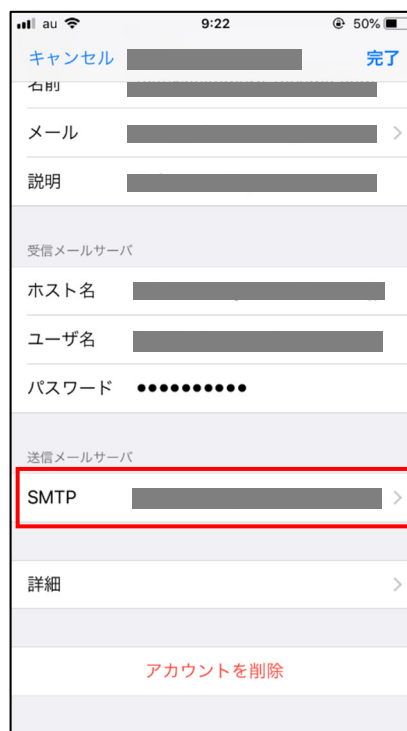 au 9:22 50%
キャンセル 完了
名前
メール
説明
受信メールサーバ
ホスト名
ユーザ名
パスワード ●●●●●●●●●●
送信メールサーバ
SMTP
詳細
アカウントを削除